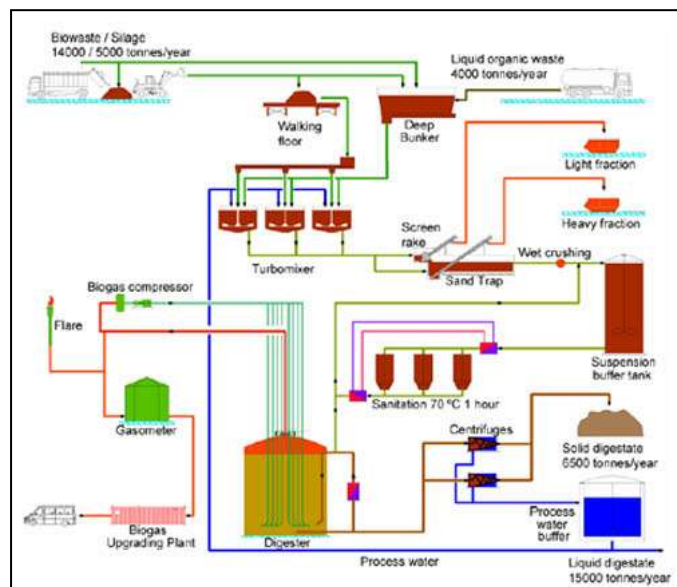 Biowaste / Silage
14000 / 5000 tonnes/year
Liquid organic waste
4000 tonnes/year
Walking
floor
Deep
Bunker
Light fraction
Heavy fraction
Screen
rake
Wet crushing
Turbomixer
Sand Trap
Biogas compressor
Flare
Suspension
buffer tank
Sanitation 70 ºC 1 hour
Gasometer
Centrifuges
Solid digestate
6500 tonnes/year
Process
water
buffer
Biogas
Upgrading Plant
Digester
Process water
Liquid digestate
15000 tonnes/year